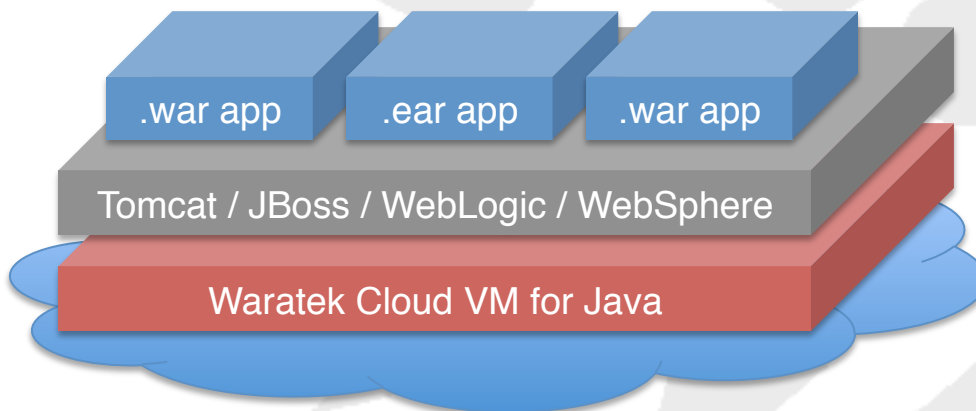 .war app
.ear app
.war app
Tomcat / JBoss / WebLogic / WebSphere
Waratek Cloud VM for Java